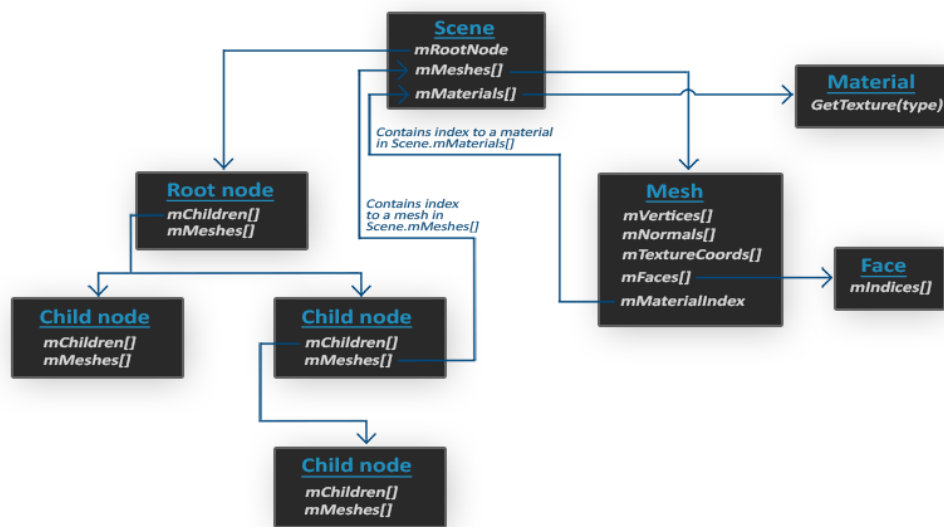 Scene
mRootNode
mMeshes[]
mMaterials[]
Material
GetTexture(type)
Contains index to a material
in Scene.mMaterials[]
Root node
mChildren[]
mMeshes[]
Contains index
to a mesh in
Scene.mMeshes[]
Mesh
mVertices[]
mNormals[]
mTextureCoords[]
mFaces[]
mMaterialIndex
Face
mIndices[]
Child node
mChildren[]
mMeshes[]
Child node
mChildren[]
mMeshes[]
Child node
mChildren[]
mMeshes[]